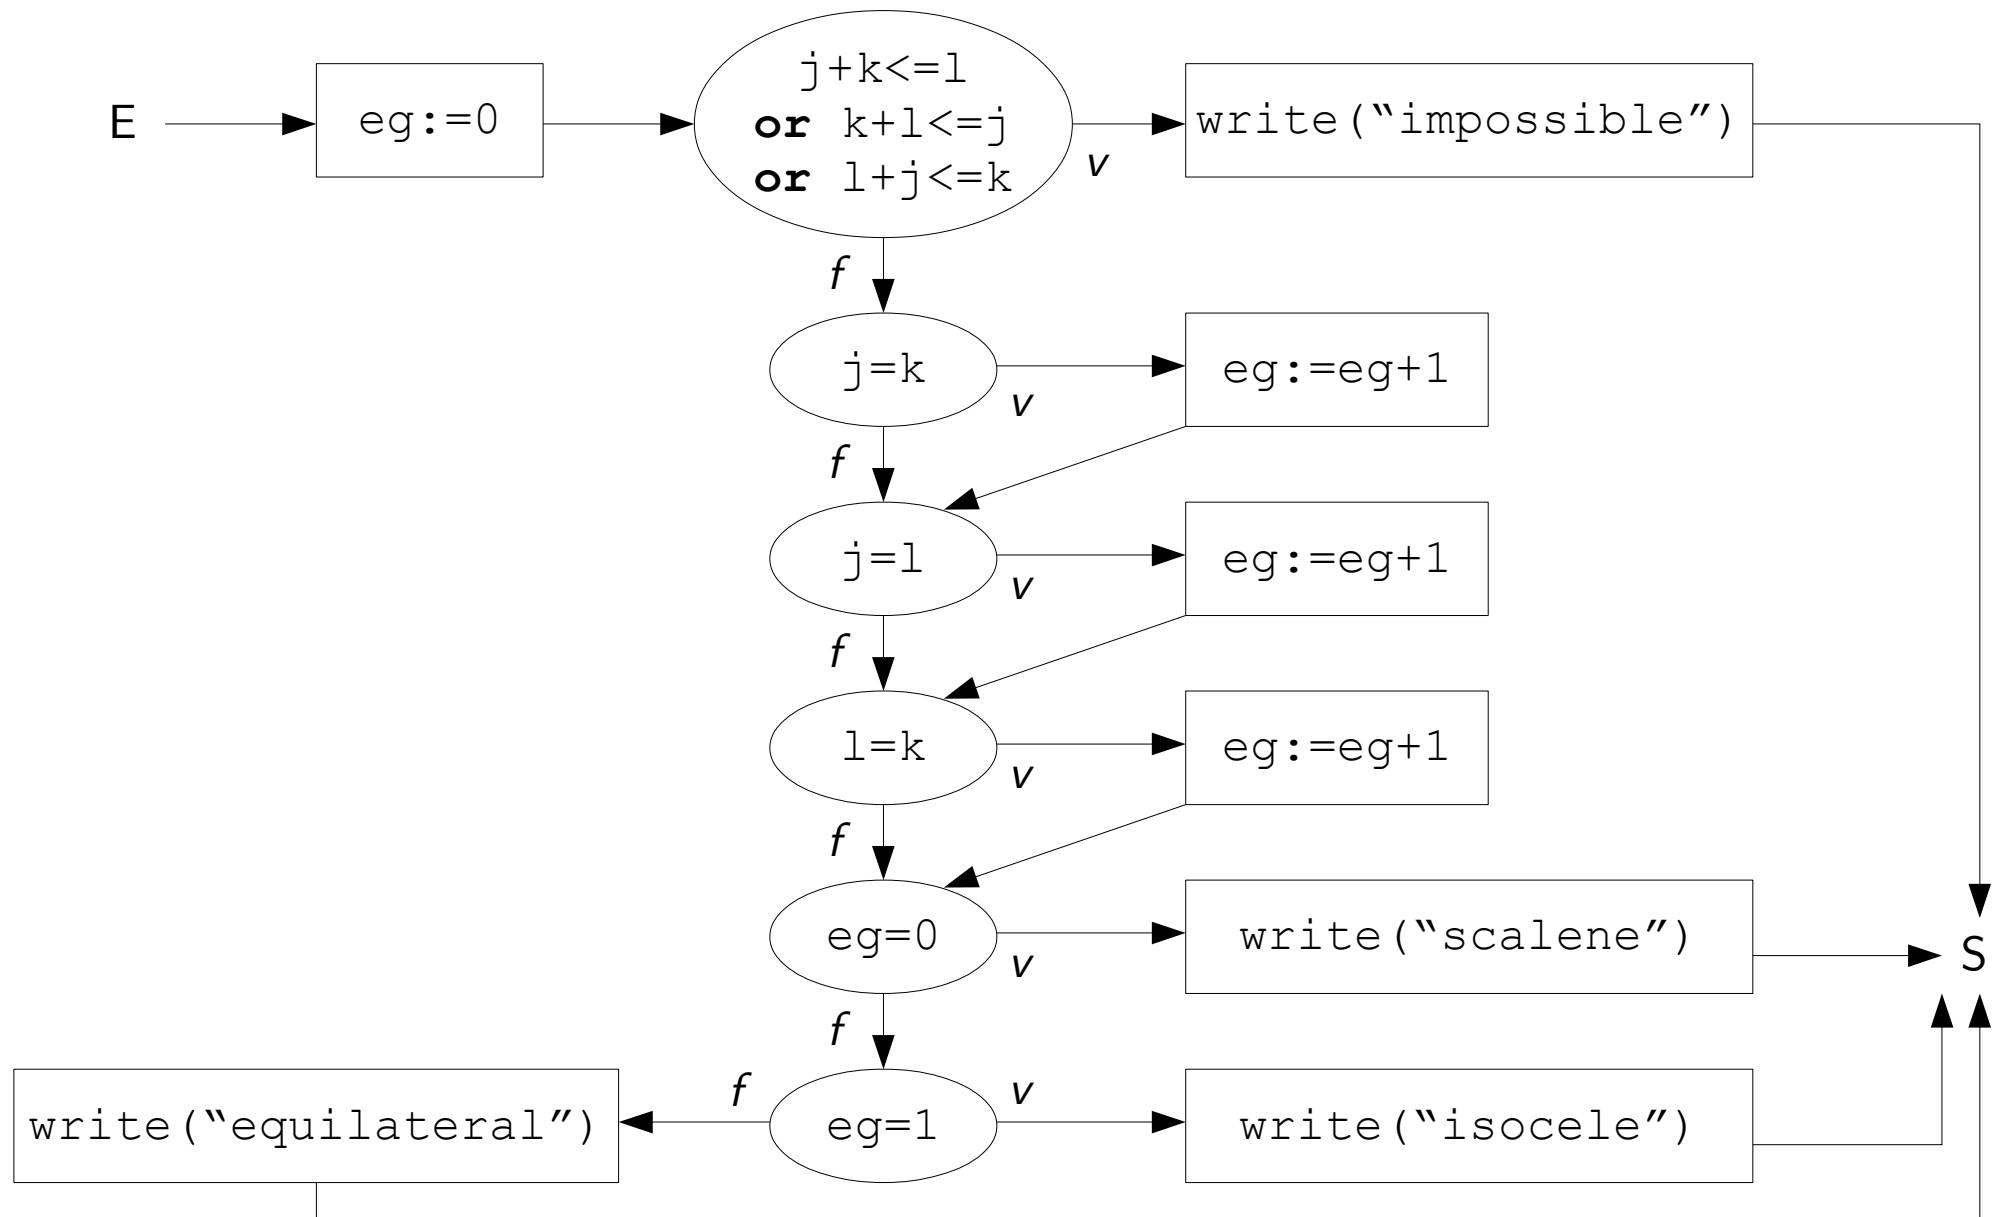 E
eg:=0
j+k<=l
or k+l<=j
or l+j<=k
v
write(“impossible”)
f
j=k
v
eg:=eg+1
f
j=l
v
eg:=eg+1
f
l=k
v
eg:=eg+1
f
eg=0
v
write(“scalene”)
S
f
write(“equilateral”)
f
eg=1
v
write(“isocele”)